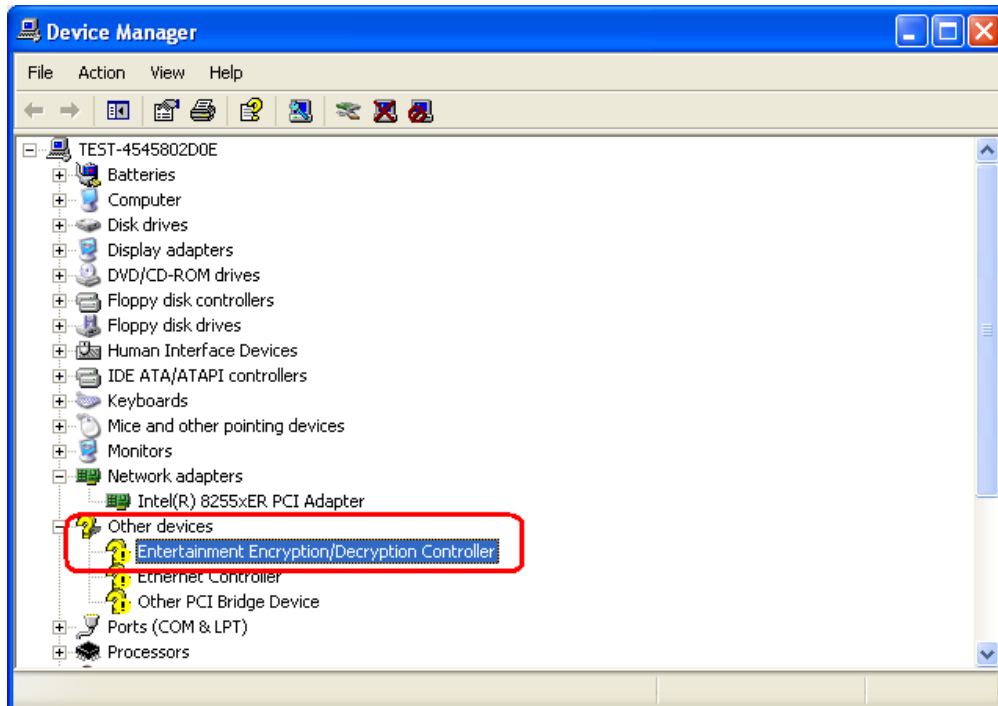 Device Manager
File Action View Help
TEST-4545802D0E
Batteries
Computer
Disk drives
Display adapters
DVD/CD-ROM drives
Floppy disk controllers
Floppy disk drives
Human Interface Devices
IDE ATA/ATAPI controllers
Keyboards
Mice and other pointing devices
Monitors
Network adapters
Intel(R) 8255xER PCI Adapter
Other devices
Entertainment Encryption/Decryption Controller
Ethernet Controller
Other PCI Bridge Device
Ports (COM & LPT)
Processors